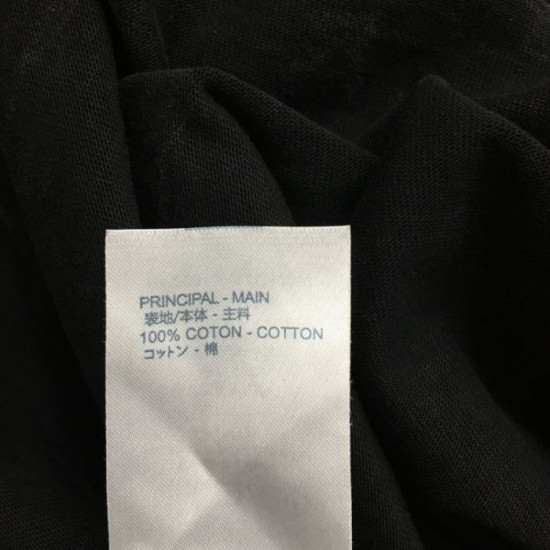 PRINCIPAL - MAIN
表地/本体 - 主料
100% COTON - COTTON
コットン - 棉